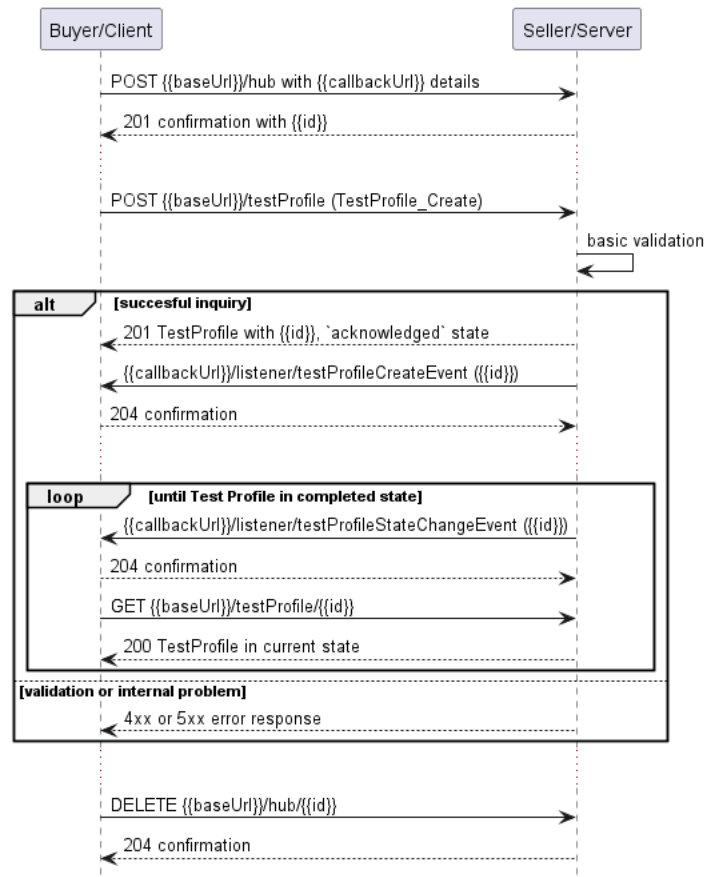 Buyer/Client
Seller/Server
POST {{baseUrl}}/hub with {{callbackUrl}} details
201 confirmation with {{id}}
POST {{baseUrl}}/testProfile (TestProfile_Create)
basic validation
alt [succesful inquiry]
201 TestProfile with {{id}}, `acknowledged` state
{{callbackUrl}}/listener/testProfileCreateEvent ({{id}})
204 confirmation
loop [until Test Profile in completed state]
{{callbackUrl}}/listener/testProfileStateChangeEvent ({{id}})
204 confirmation
GET {{baseUrl}}/testProfile/{{id}}
200 TestProfile in current state
[validation or internal problem]
4xx or 5xx error response
DELETE {{baseUrl}}/hub/{{id}}
204 confirmation